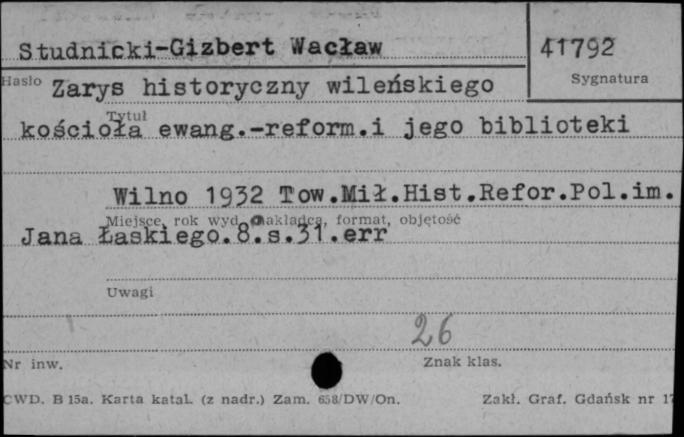 Studnicki-Gizbert Wacław
41792
Hasło
Sygnatura
Zarys historyczny wileńskiego
Tytuł
kościoła ewang.-reform.i jego biblioteki
Wilno 1932 Tow.Mił.Hist.Refor.Pol.im.
Miejsce, rok wyd. nakładca, format, objętość
Jana Łaskiego.8.s.31.err
Uwagi
26
Nr inw.
Znak klas.
CWD. B 15a. Karta katal. (z nadr.) Zam. 658/DW/On.
Zakł. Graf. Gdańsk nr 17